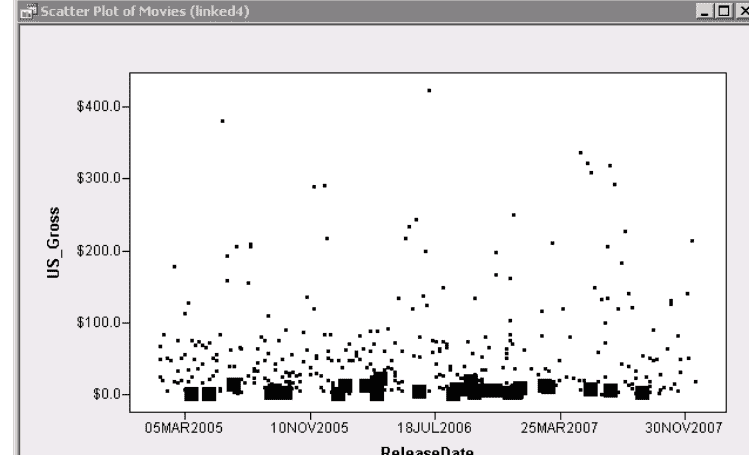 Scatter Plot of Movies (linked4)
$400.0
$300.0
US_Gross
$200.0
$100.0
$0.0
05MAR2005 10NOV2005 18JUL2006 25MAR2007 30NOV2007
ReleaseDate